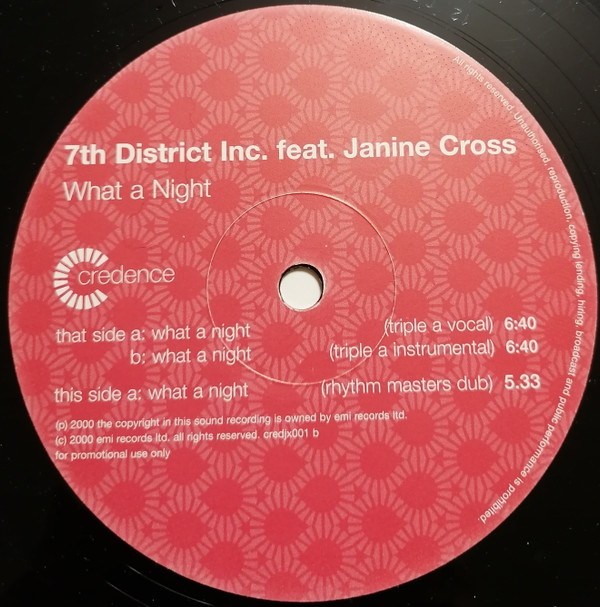 7th District Inc. feat. Janine Cross
What a Night
credence
that side a: what a night (triple a vocal) 6:40
b: what a night (triple a instrumental) 6:40
this side a: what a night (rhythm masters dub) 5.33
(p) 2000 the copyright in this sound recording is owned by emi records ltd.
(c) 2000 emi records ltd. all rights reserved. credjx001 b
for promotional use only
All rights reserved. Unauthorised, reproduction, copying lending, hiring, broadcast and public performance is prohibited.